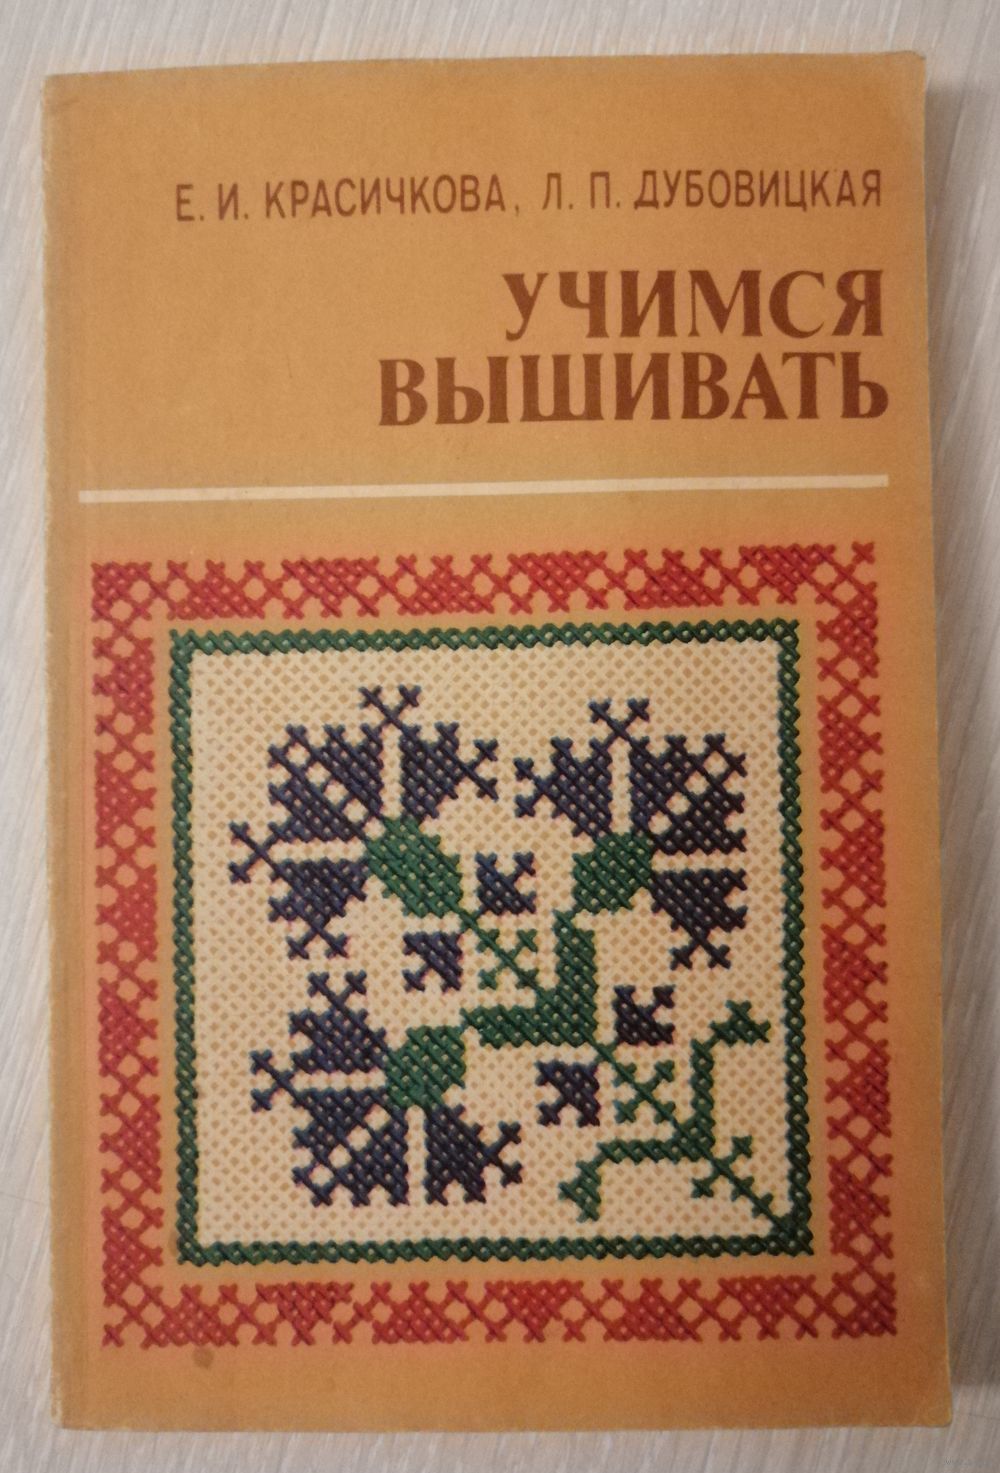 Е. И. КРАСИЧКОВА, Л. П. ДУБОВИЦКАЯ
УЧИМСЯ
ВЫШИВАТЬ